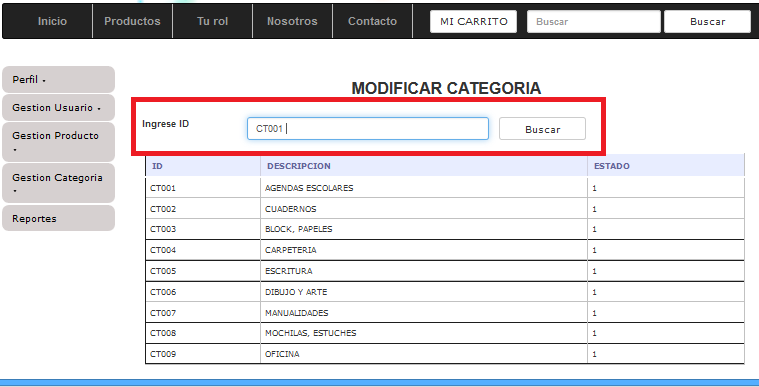 Inicio Productos Tu rol Nosotros Contacto MI CARRITO Buscar Buscar
Perfil
Gestion Usuario
Gestion Producto
Gestion Categoria
Reportes
MODIFICAR CATEGORIA
Ingrese ID CT001 Buscar
ID DESCRIPCION ESTADO
CT001 AGENDAS ESCOLARES 1
CT002 CUADERNOS 1
CT003 BLOCK, PAPELES 1
CT004 CARPETERIA 1
CT005 ESCRITURA 1
CT006 DIBUJO Y ARTE 1
CT007 MANUALIDADES 1
CT008 MOCHILAS, ESTUCHES 1
CT009 OFICINA 1